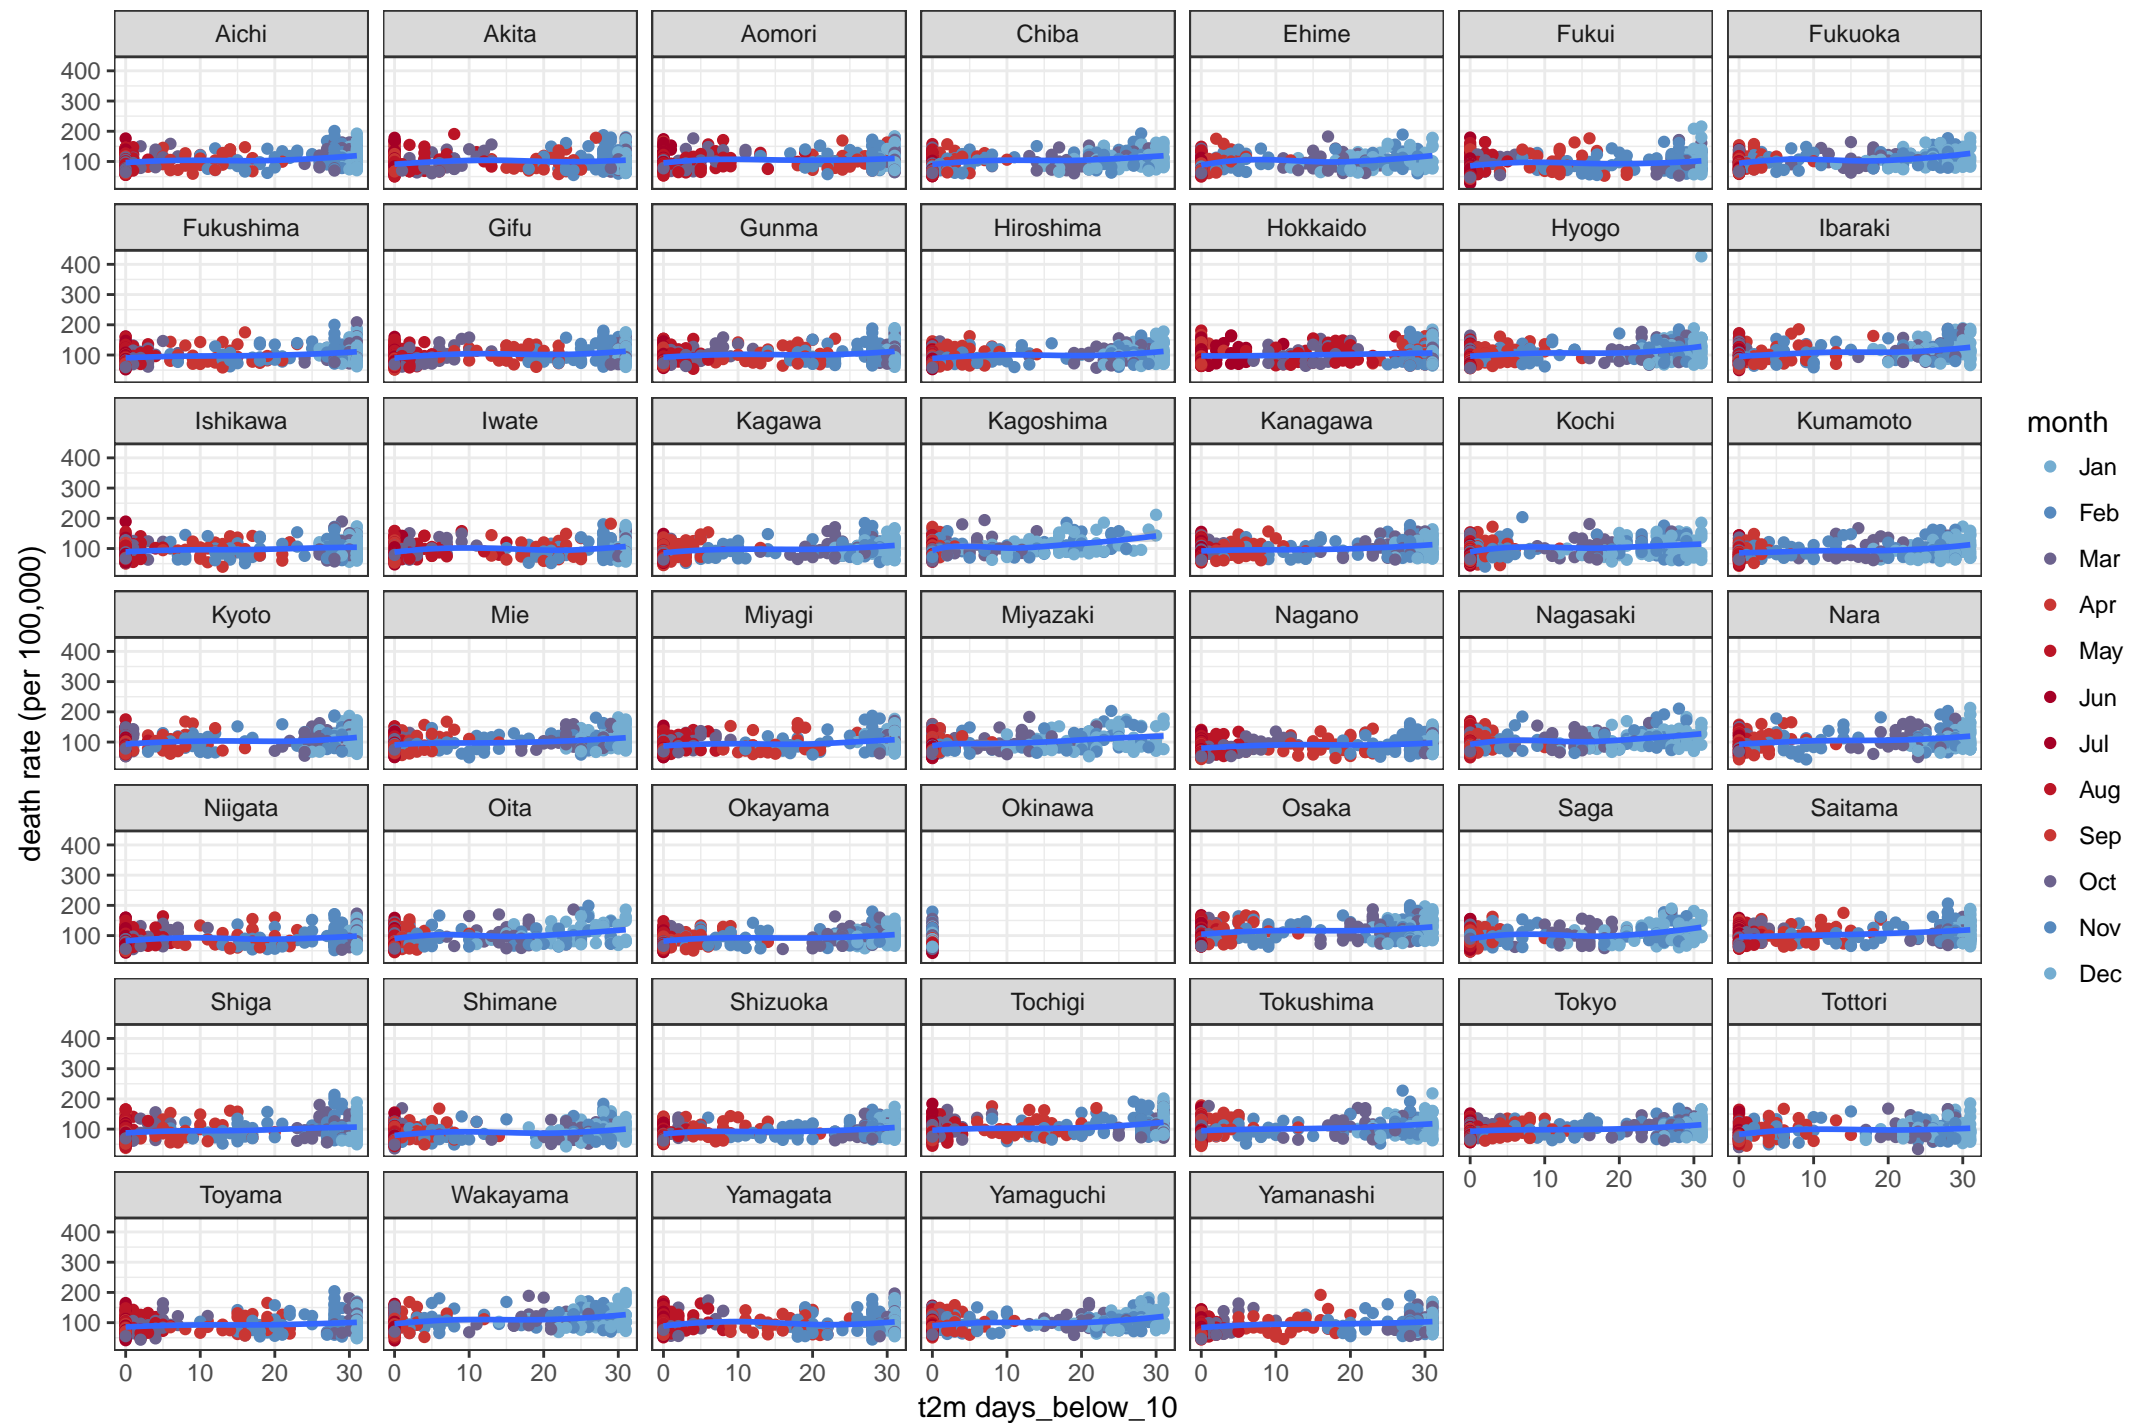 Aichi Akita Aomori Chiba Ehime Fukui Fukuoka
400
300
200
100
Fukushima Gifu Gunma Hiroshima Hokkaido Hyogo Ibaraki
400
300
200
100
Ishikawa Iwate Kagawa Kagoshima Kanagawa Kochi Kumamoto
400
300
200
100
Kyoto Mie Miyagi Miyazaki Nagano Nagasaki Nara
400
300
200
100
Niigata Oita Okayama Okinawa Osaka Saga Saitama
400
300
200
100
Shiga Shimane Shizuoka Tochigi Tokushima Tokyo Tottori
400
300
200
100
0 10 20 30 0 10 20 30
Toyama Wakayama Yamagata Yamaguchi Yamanashi
400
300
200
100
0 10 20 30 0 10 20 30 0 10 20 30 0 10 20 30 0 10 20 30
t2m days_below_10
death rate (per 100,000)
month
Jan
Feb
Mar
Apr
May
Jun
Jul
Aug
Sep
Oct
Nov
Dec